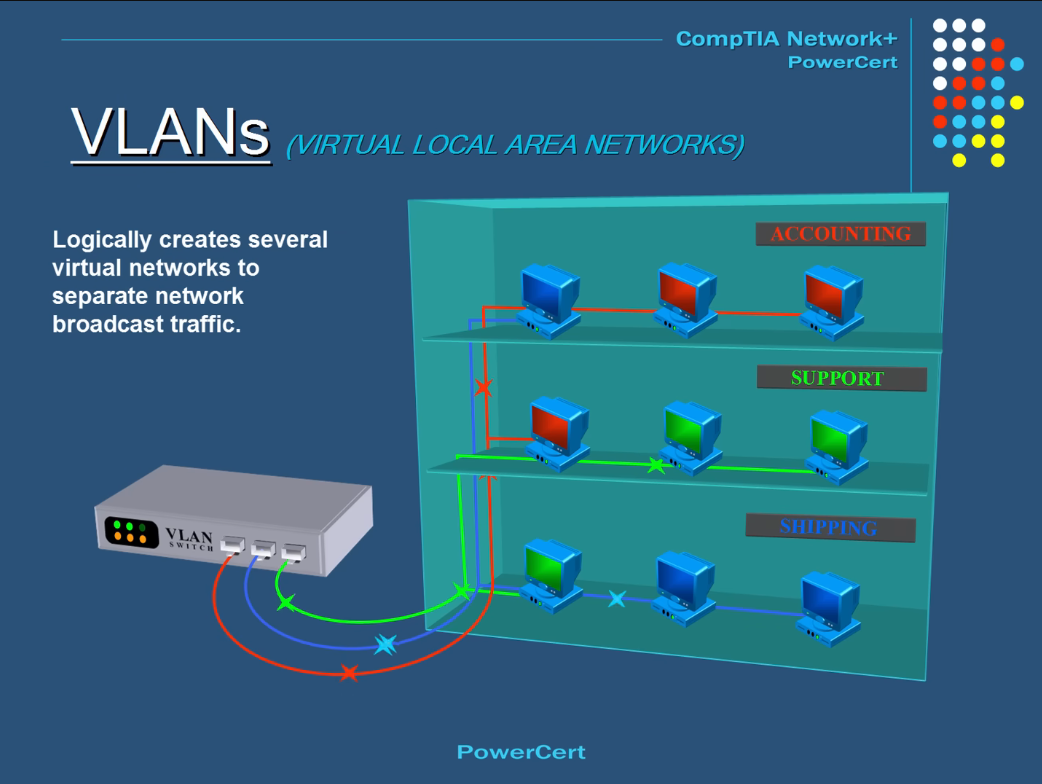 CompTIA Network+
PowerCert
VLANs (VIRTUAL LOCAL AREA NETWORKS)
Logically creates several
virtual networks to
separate network
broadcast traffic.
ACCOUNTING
SUPPORT
SHIPPING
VLAN
SWITCH
PowerCert